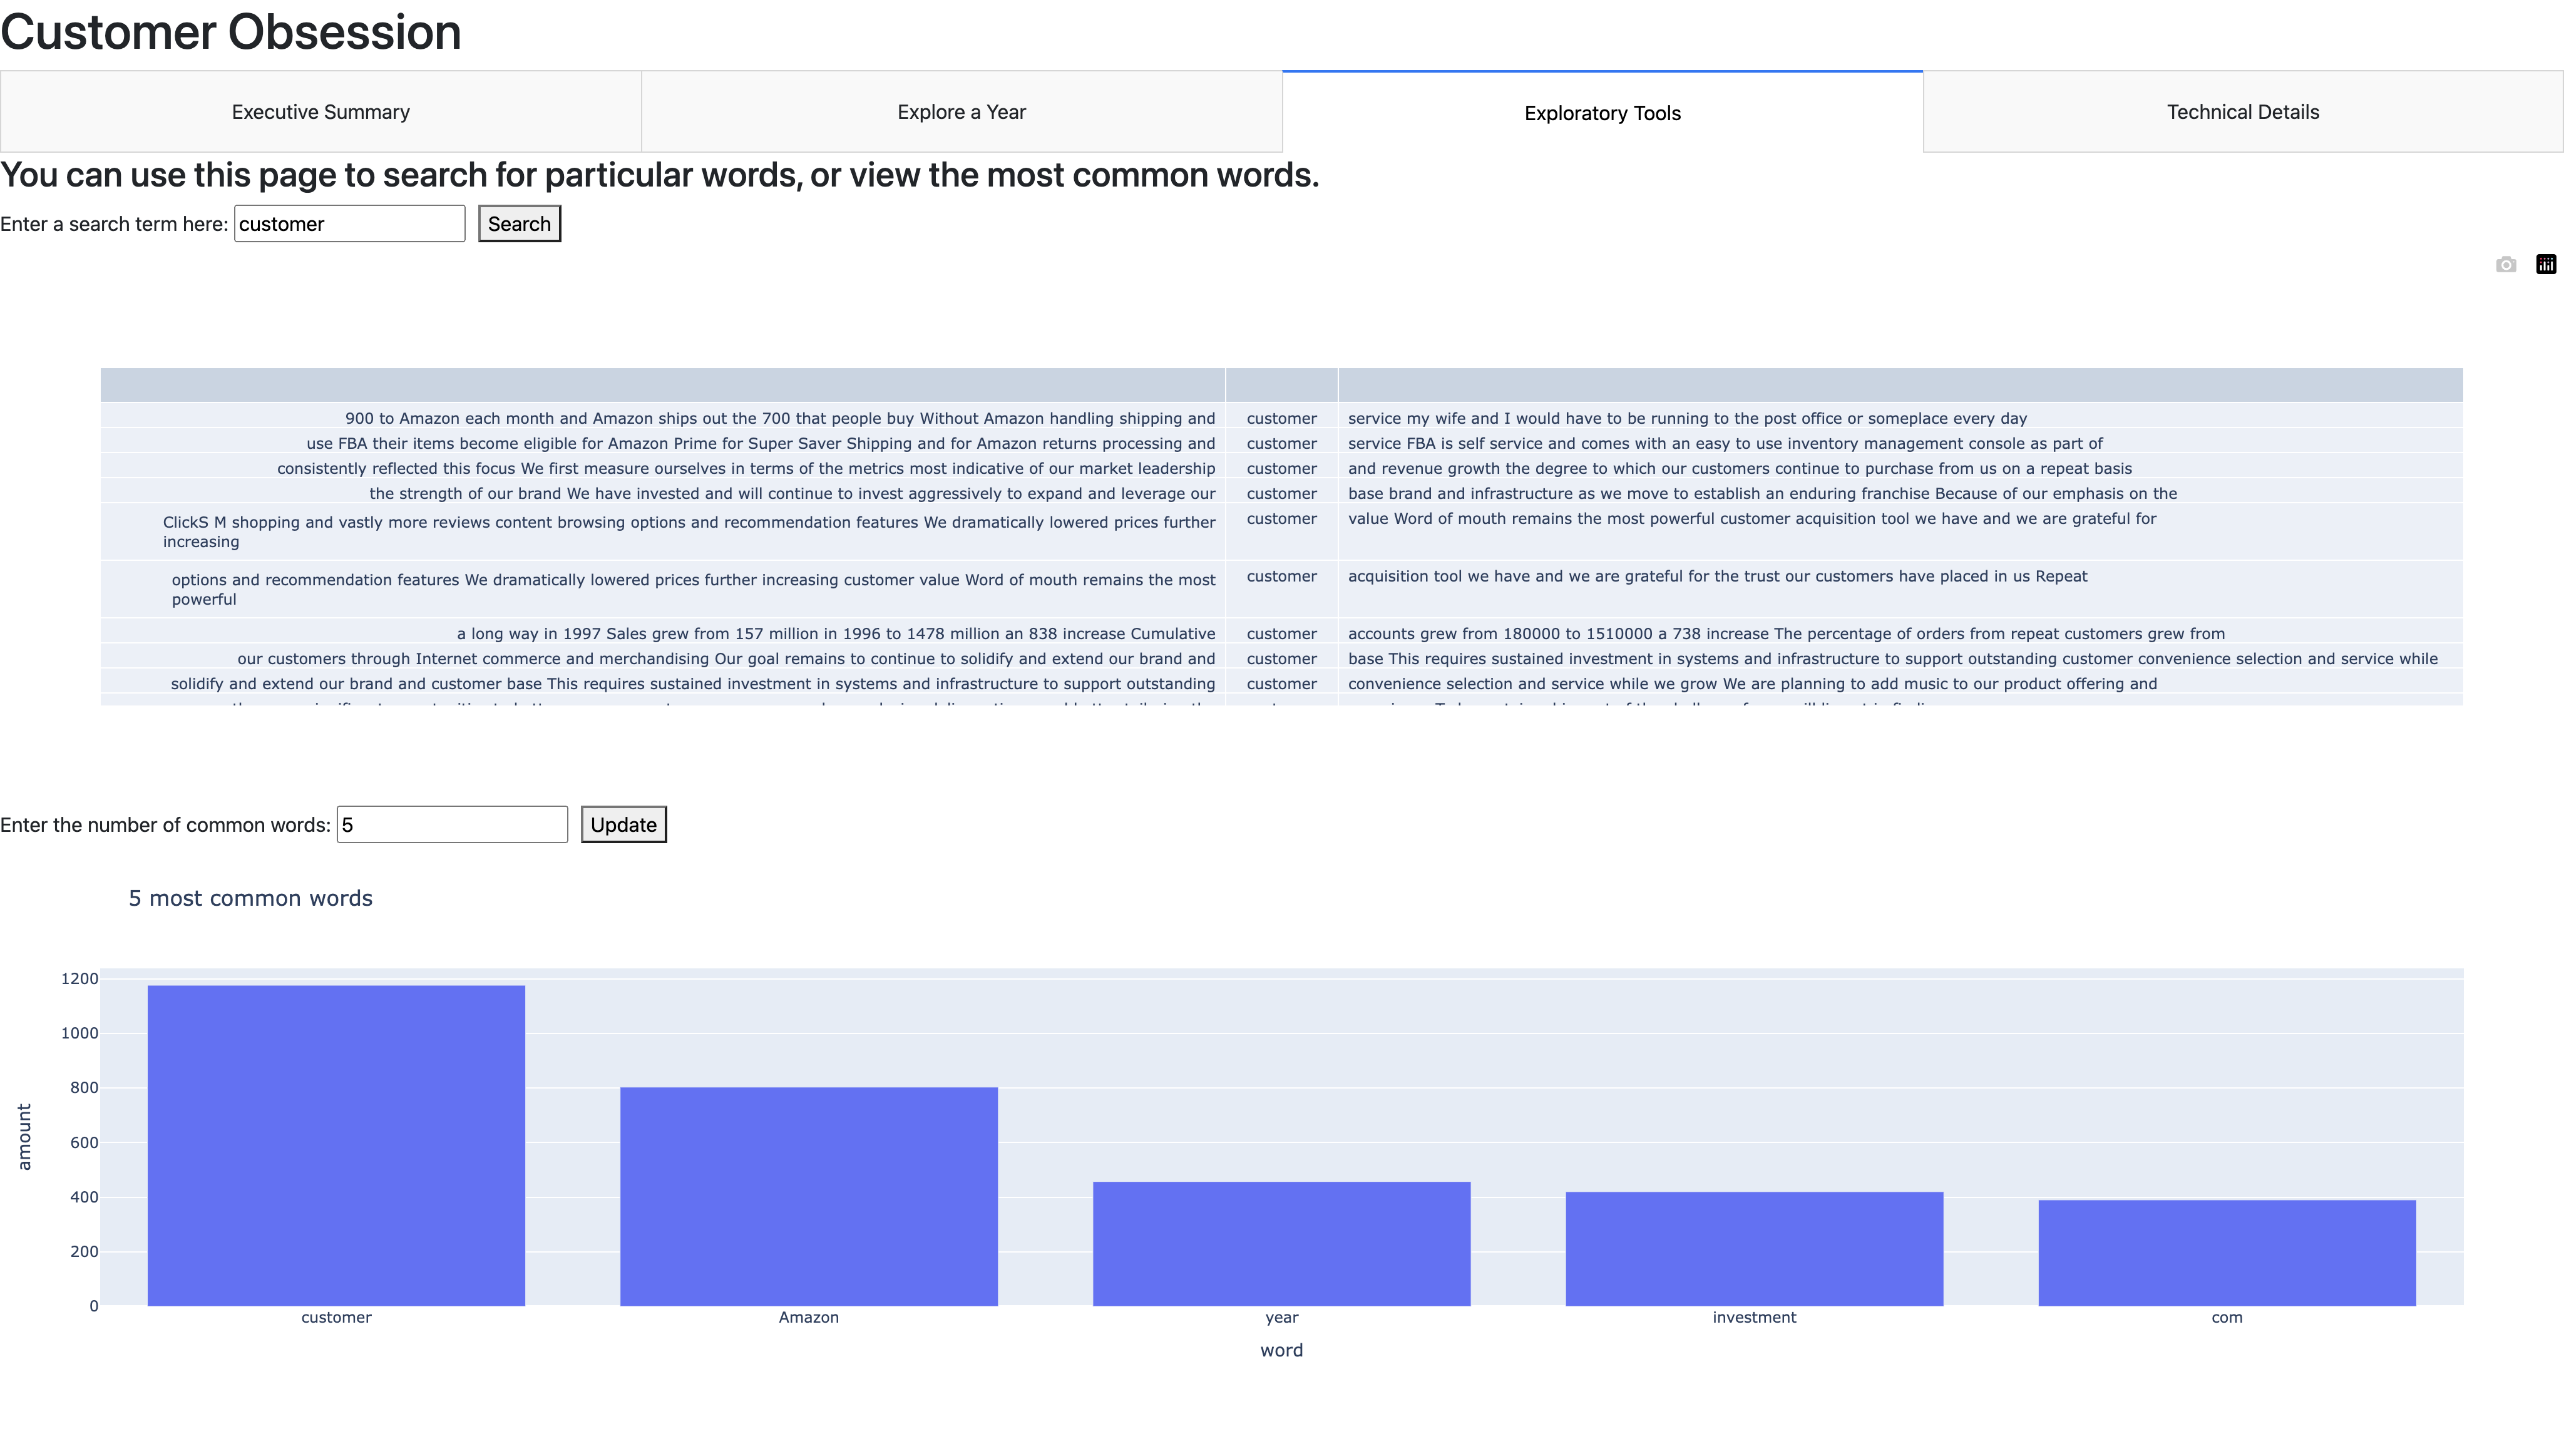 Customer Obsession
Executive Summary
Explore a Year
Exploratory Tools
Technical Details
You can use this page to search for particular words, or view the most common words.
Enter a search term here: customer Search
900 to Amazon each month and Amazon ships out the 700 that people buy Without Amazon handling shipping and customer service my wife and I would have to be running to the post office or someplace every day
use FBA their items become eligible for Amazon Prime for Super Saver Shipping and for Amazon returns processing and customer service FBA is self service and comes with an easy to use inventory management console as part of
consistently reflected this focus We first measure ourselves in terms of the metrics most indicative of our market leadership customer and revenue growth the degree to which our customers continue to purchase from us on a repeat basis
the strength of our brand We have invested and will continue to invest aggressively to expand and leverage our customer base brand and infrastructure as we move to establish an enduring franchise Because of our emphasis on the
ClickS M shopping and vastly more reviews content browsing options and recommendation features We dramatically lowered prices further
increasing
customer value Word of mouth remains the most powerful customer acquisition tool we have and we are grateful for
options and recommendation features We dramatically lowered prices further increasing customer value Word of mouth remains the most
powerful
customer acquisition tool we have and we are grateful for the trust our customers have placed in us Repeat
a long way in 1997 Sales grew from 157 million in 1996 to 1478 million an 838 increase Cumulative customer accounts grew from 180000 to 1510000 a 738 increase The percentage of orders from repeat customers grew from
our customers through Internet commerce and merchandising Our goal remains to continue to solidify and extend our brand and customer base This requires sustained investment in systems and infrastructure to support outstanding customer convenience selection and service while
solidify and extend our brand and customer base This requires sustained investment in systems and infrastructure to support outstanding customer convenience selection and service while we grow We are planning to add music to our product offering and
Enter the number of common words: 5 Update
5 most common words
1200
1000
800
600
400
200
0
amount
customer
Amazon
year
investment
com
word